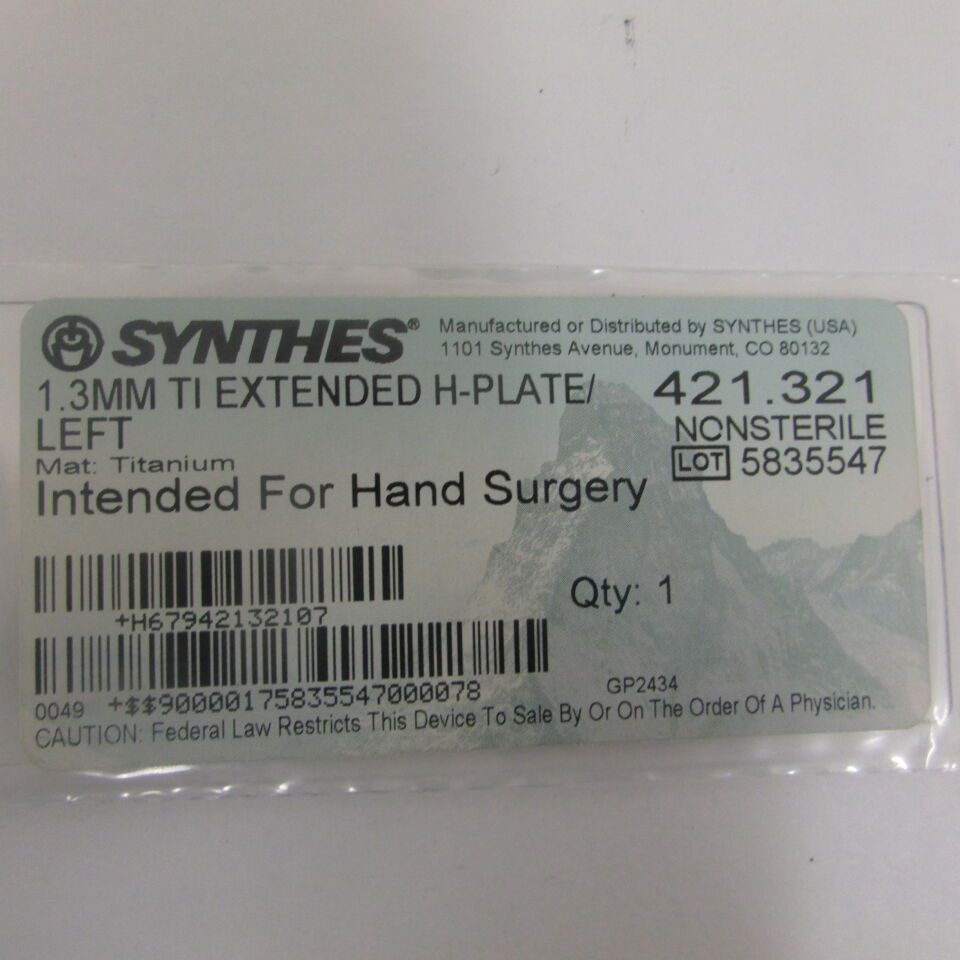 SYNTHES® Manufactured or Distributed by SYNTHES (USA)
1101 Synthes Avenue, Monument, CO 80132
1.3MM TI EXTENDED H-PLATE/ 421.321
LEFT NONSTERILE
Mat: Titanium LOT 5835547
Intended For Hand Surgery
Qty: 1
+H67942132107
GP2434
0049 +$$90000175835547000078
CAUTION: Federal Law Restricts This Device To Sale By Or On The Order Of A Physician.